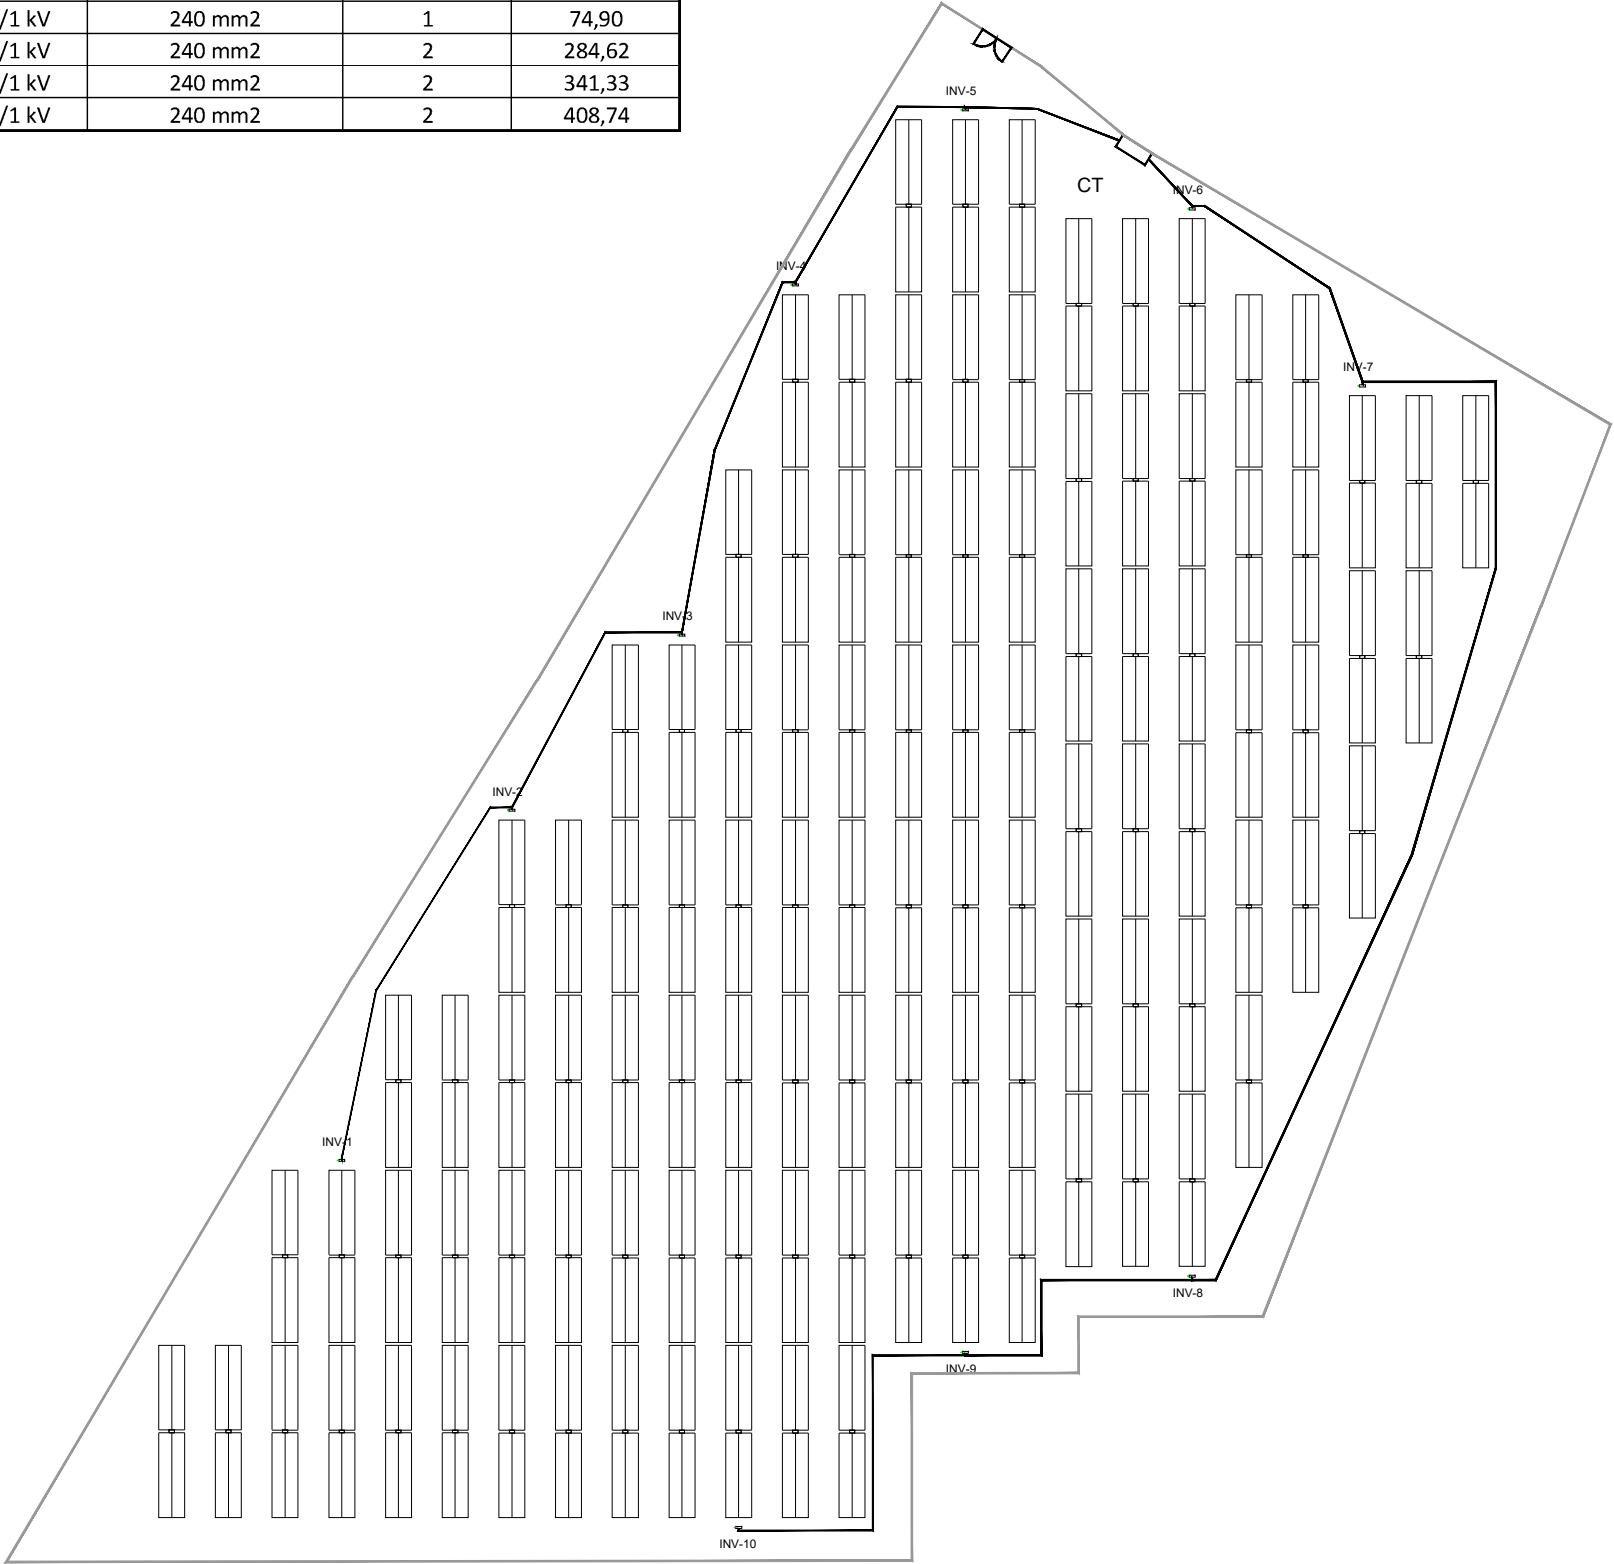 /1 kV 240 mm2 1 74,90
/1 kV 240 mm2 2 284,62
/1 kV 240 mm2 2 341,33
/1 kV 240 mm2 2 408,74
INV-5
CT
INV-6
INV-4
INV-7
INV-3
INV-2
INV-1
INV-8
INV-9
INV-10